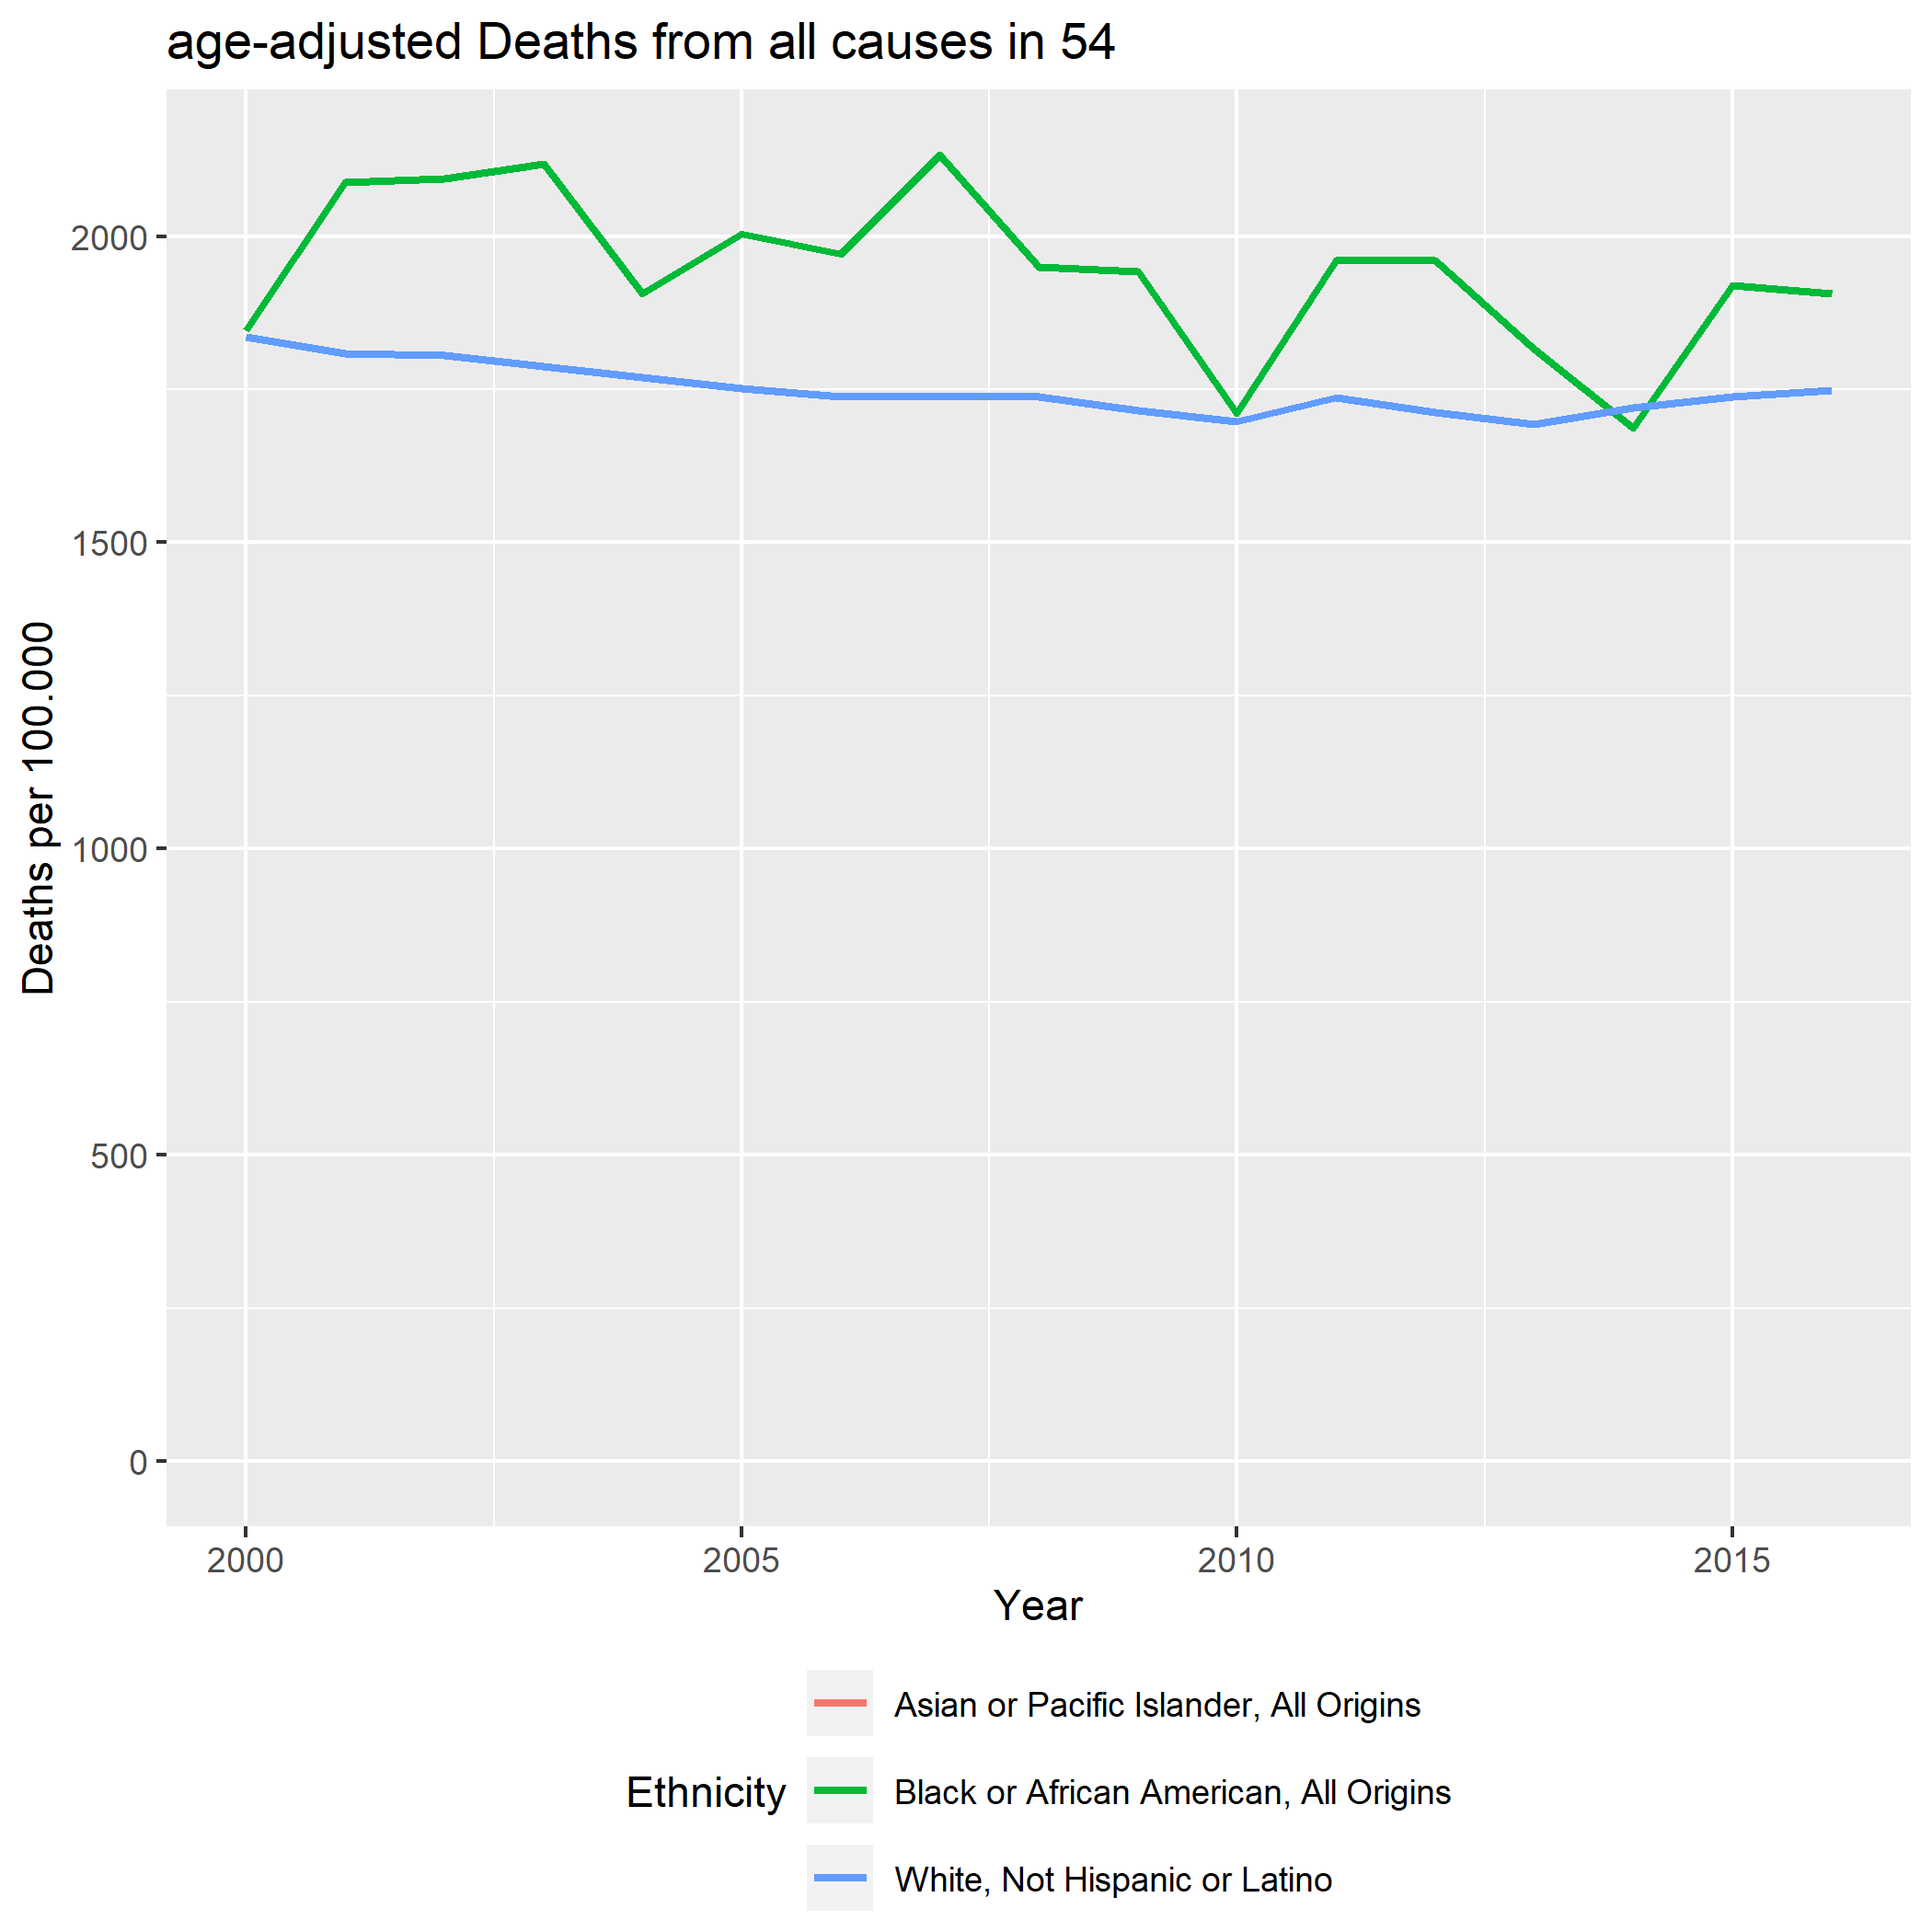 age-adjusted Deaths from all causes in 54
Deaths per 100.000
2000
1500
1000
500
0
2000
2005
2010
2015
Year
Ethnicity
Asian or Pacific Islander, All Origins
Black or African American, All Origins
White, Not Hispanic or Latino